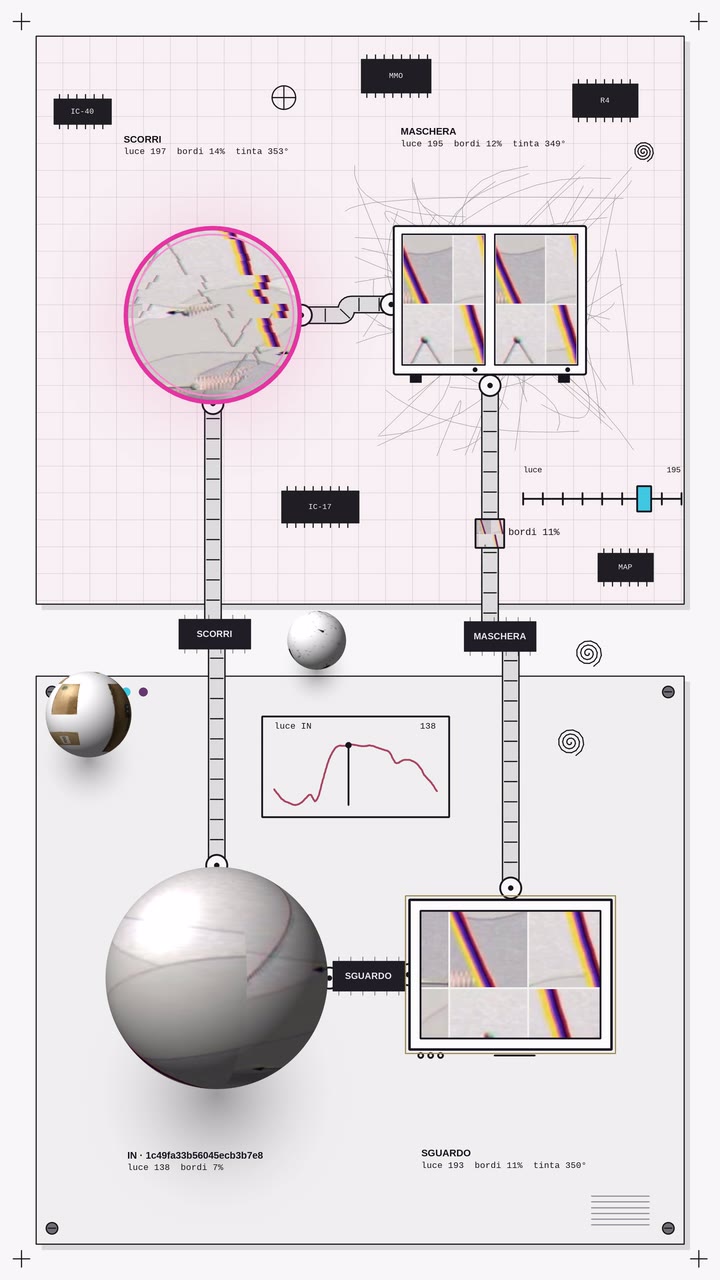 MMO
IC-40
R4
SCORRI
luce 197  bordi 14%  tinta 353°
MASCHERA
luce 195  bordi 12%  tinta 349°
luce 195
IC-17
bordi 11%
MAP
SCORRI
MASCHERA
luce IN 138
SGUARDO
IN · 1c49fa33b56045ecb3b7e8
luce 138  bordi 7%
SGUARDO
luce 193  bordi 11%  tinta 350°